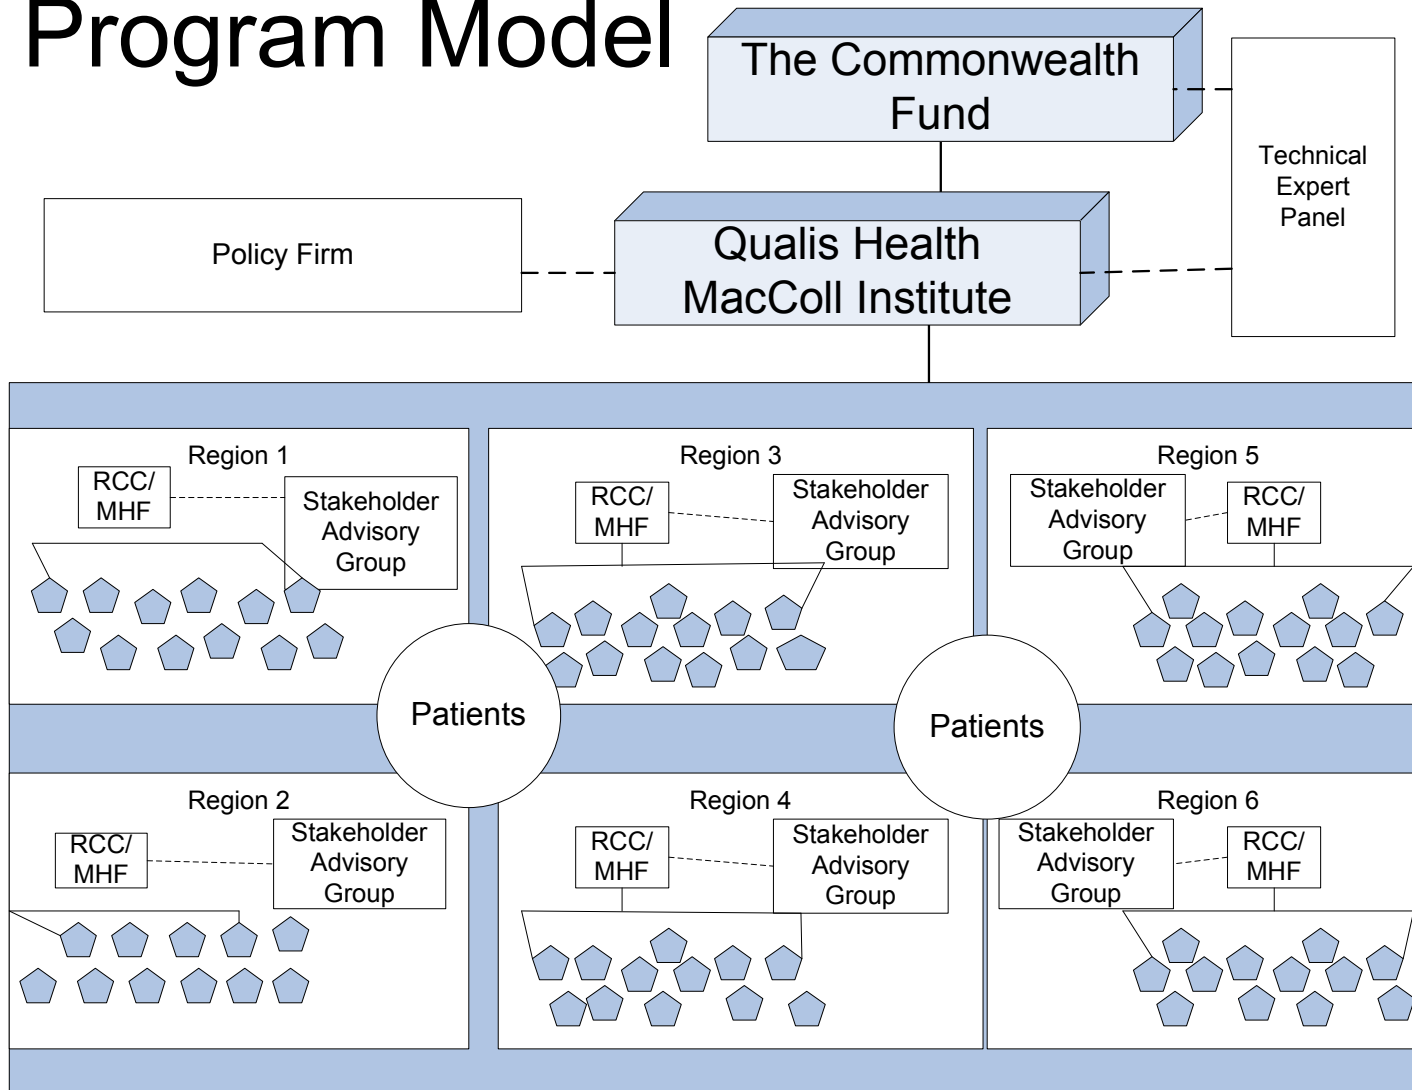 Program Model
The Commonwealth
Fund
Technical
Expert
Panel
Policy Firm
Qualis Health
MacColl Institute
Region 1
RCC/
MHF
Stakeholder
Advisory
Group
Region 3
RCC/
MHF
Stakeholder
Advisory
Group
Region 5
Stakeholder
Advisory
Group
RCC/
MHF
Patients
Patients
Region 2
RCC/
MHF
Stakeholder
Advisory
Group
Region 4
RCC/
MHF
Stakeholder
Advisory
Group
Region 6
Stakeholder
Advisory
Group
RCC/
MHF